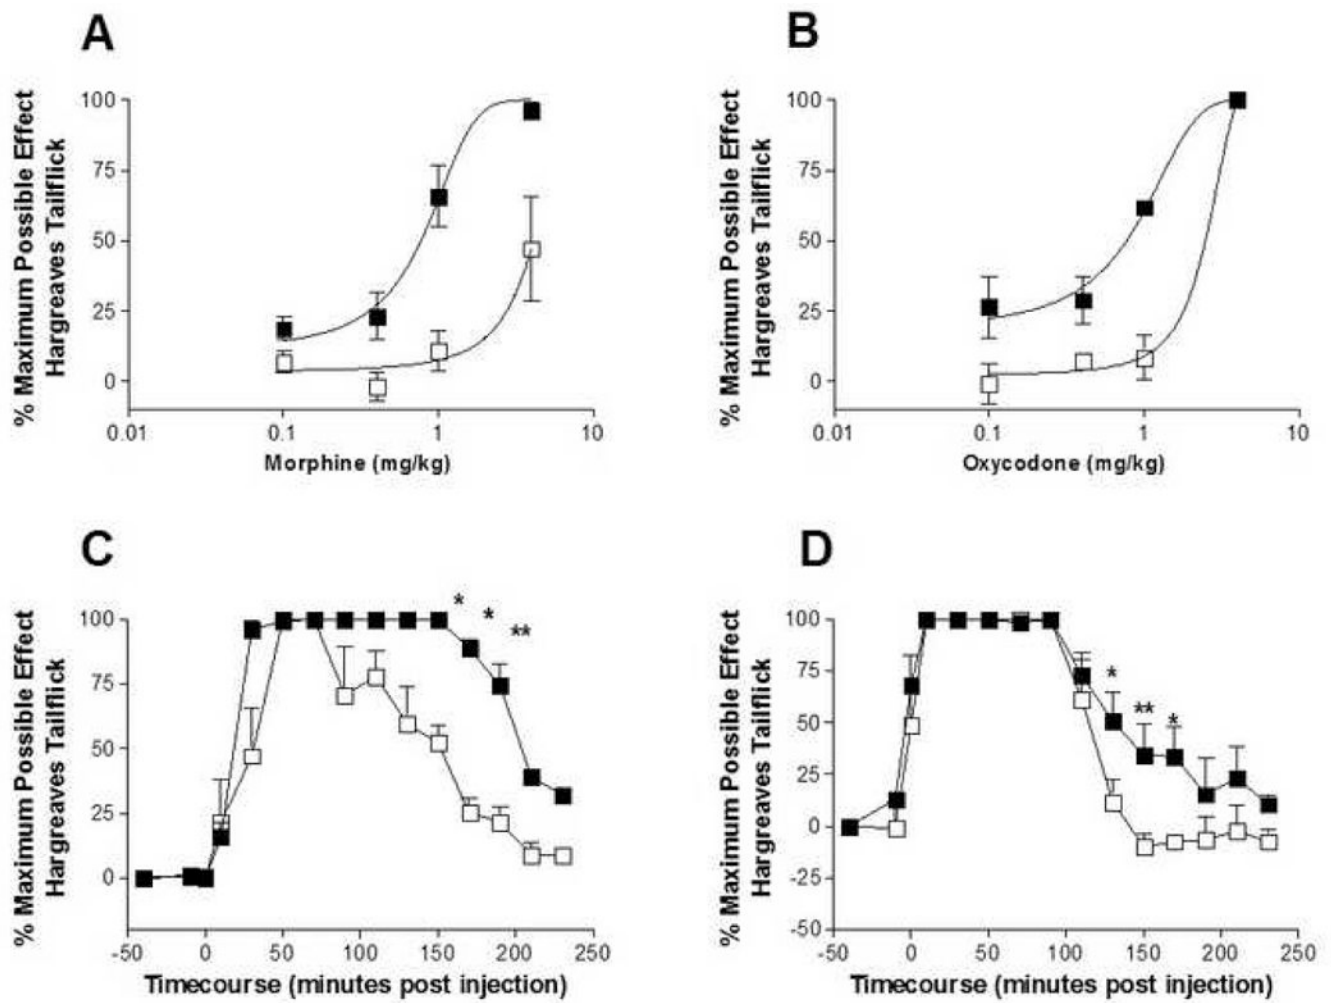 A
% Maximum Possible Effect
Hargreaves Tailflick
100
75
50
25
0
0.01
0.1
1
10
Morphine (mg/kg)
B
% Maximum Possible Effect
Hargreaves Tailflick
100
75
50
25
0
0.01
0.1
1
10
Oxycodone (mg/kg)
C
% Maximum Possible Effect
Hargreaves Tailflick
100
75
50
25
0
* * **
-50
0
50
100
150
200
250
Timecourse (minutes post injection)
D
% Maximum Possible Effect
Hargreaves Tailflick
100
75
50
25
0
-25
-50
* ** *
-50
0
50
100
150
200
250
Timecourse (minutes post injection)